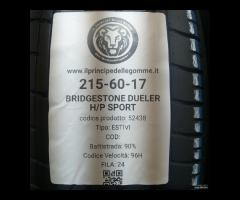 www.ilprincipedellegomme.it
215-60-17
BRIDGESTONE DUELER
H/P SPORT
codice prodotto: 52438
Tipo: ESTIVI
COD:
Battistrada: 90%
Codice Velocità: 96H
FILA: 24